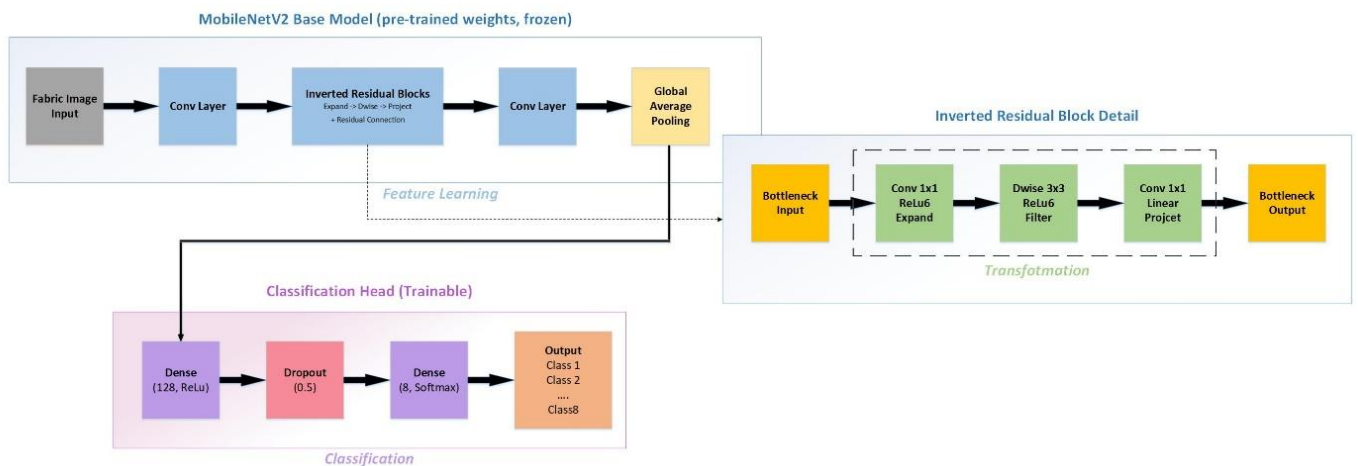 MobileNetV2 Base Model (pre-trained weights, frozen)
Fabric Image
Input
Conv Layer
Inverted Residual Blocks
Expand -> Dwise -> Project
+ Residual Connection
Conv Layer
Global
Average
Pooling
Feature Learning
Inverted Residual Block Detail
Bottleneck
Input
Conv 1x1
ReLu6
Expand
Dwise 3x3
ReLu6
Filter
Conv 1x1
Linear
Projcet
Bottleneck
Output
Transfotmation
Classification Head (Trainable)
Dense
(128, ReLu)
Dropout
(0.5)
Dense
(8, Softmax)
Output
Class 1
Class 2
....
Class8
Classification